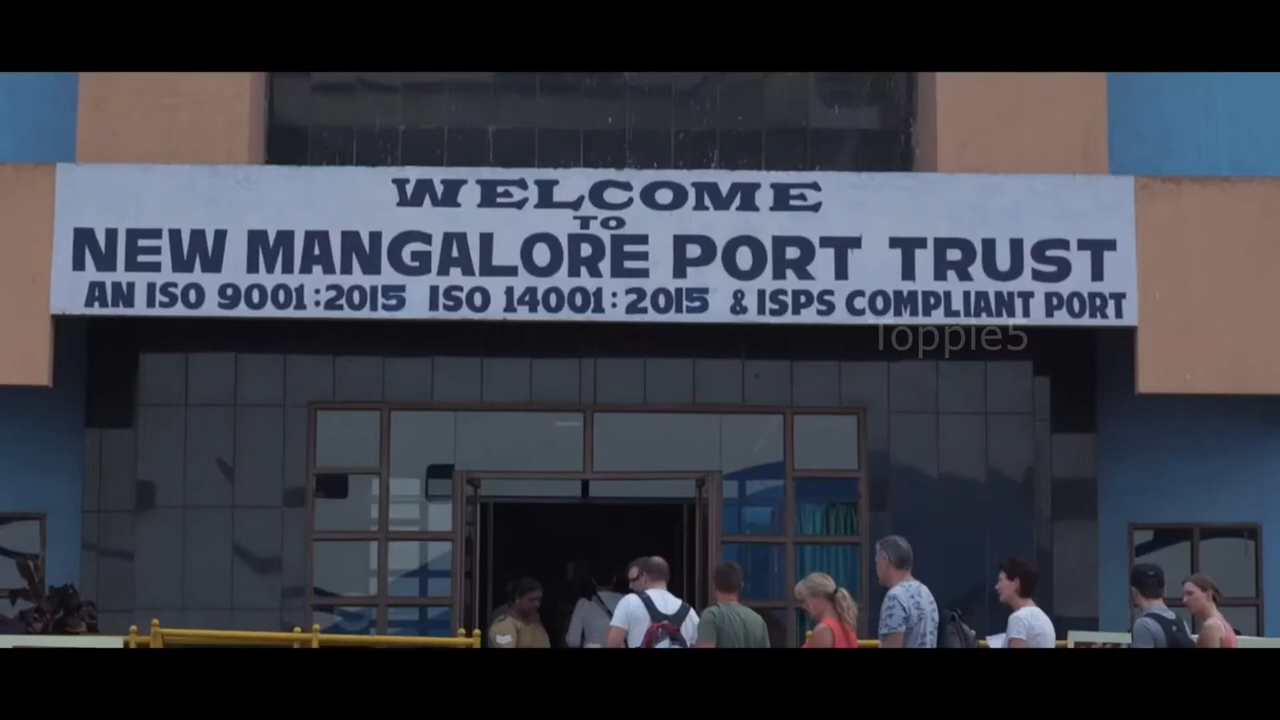 WELCOME
TO
NEW MANGALORE PORT TRUST
AN ISO 9001:2015 ISO 14001:2015 & ISPS COMPLIANT PORT
Toppie5